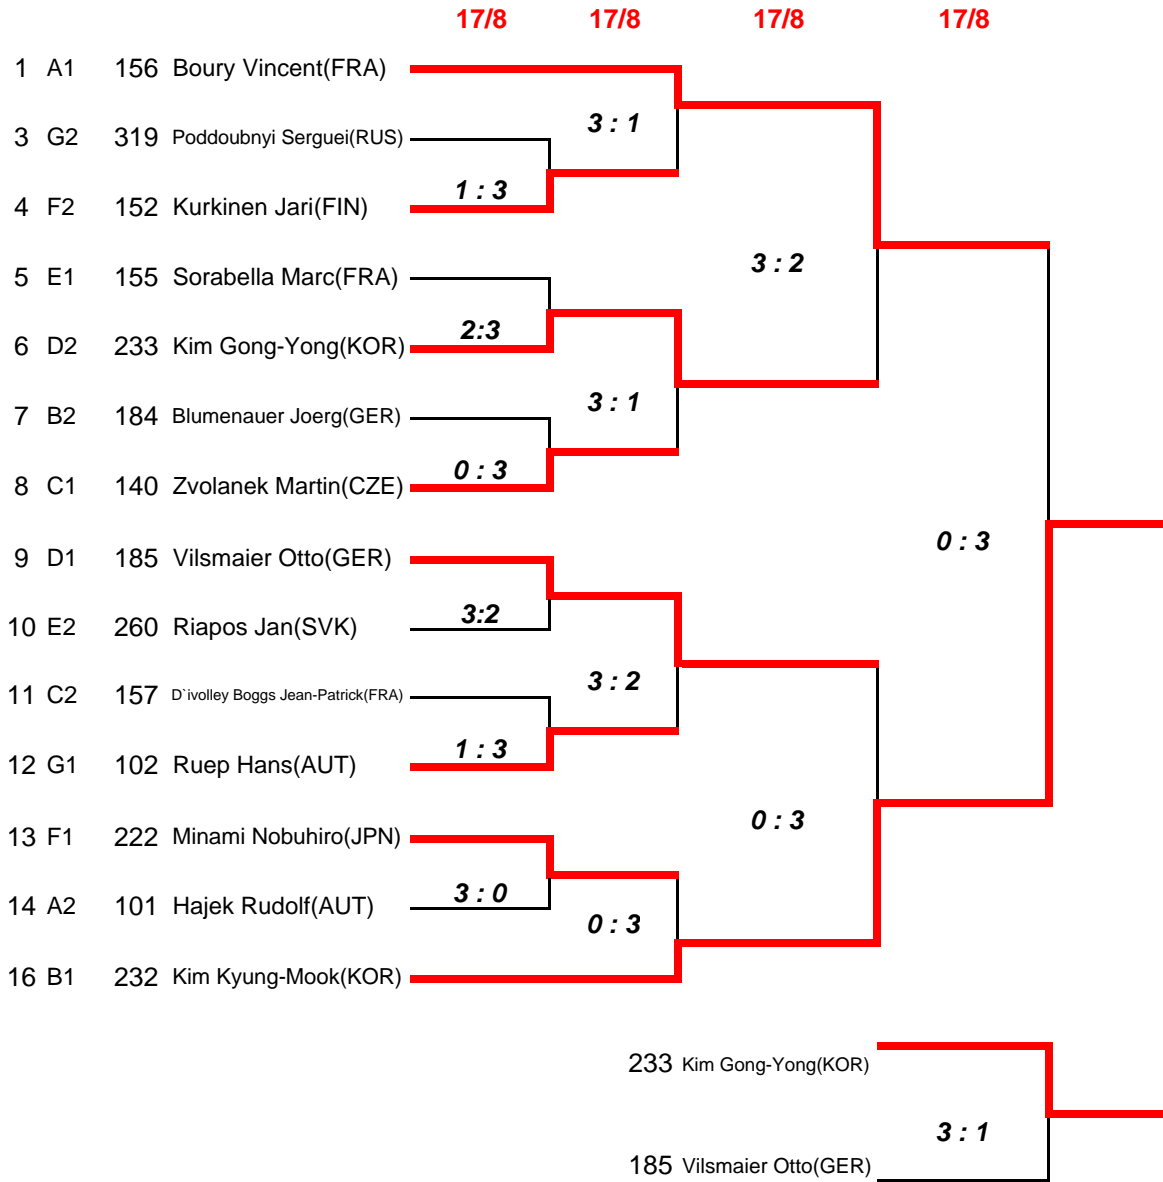 17/8 17/8 17/8 17/8
1 A1 156 Boury Vincent(FRA)
3 : 1
3 G2 319 Poddoubnyi Serguei(RUS)
1 : 3
4 F2 152 Kurkinen Jari(FIN)
3 : 2
5 E1 155 Sorabella Marc(FRA)
2:3
6 D2 233 Kim Gong-Yong(KOR)
3 : 1
7 B2 184 Blumenauer Joerg(GER)
0 : 3
8 C1 140 Zvolanek Martin(CZE)
0 : 3
9 D1 185 Vilsmaier Otto(GER)
3:2
10 E2 260 Riapos Jan(SVK)
3 : 2
11 C2 157 D`ivolley Boggs Jean-Patrick(FRA)
1 : 3
12 G1 102 Ruep Hans(AUT)
0 : 3
13 F1 222 Minami Nobuhiro(JPN)
3 : 0
14 A2 101 Hajek Rudolf(AUT)
0 : 3
16 B1 232 Kim Kyung-Mook(KOR)
233 Kim Gong-Yong(KOR)
3 : 1
185 Vilsmaier Otto(GER)